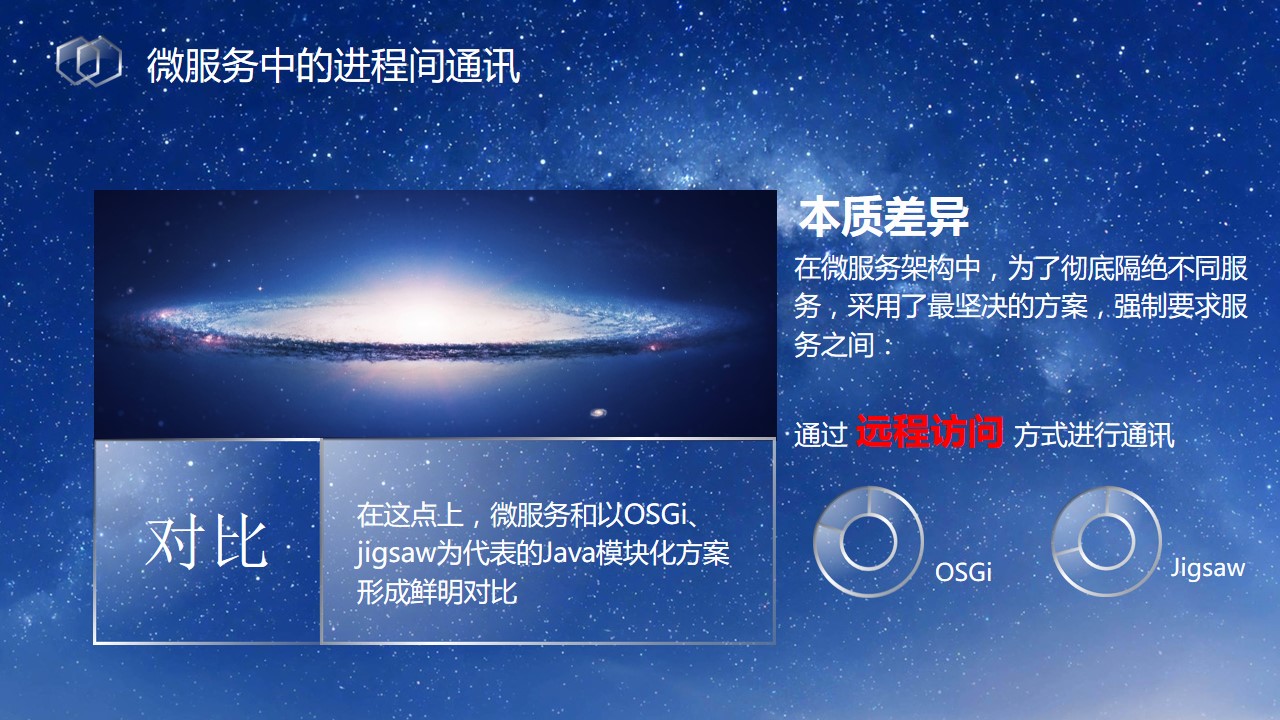 微服务中的进程间通讯
本质差异
在微服务架构中，为了彻底隔绝不同服
务，采用了最坚决的方案，强制要求服
务之间：
通过 远程访问 方式进行通讯
对比
在这点上，微服务和以OSGi、
jigsaw为代表的Java模块化方案
形成鲜明对比
OSGi
Jigsaw